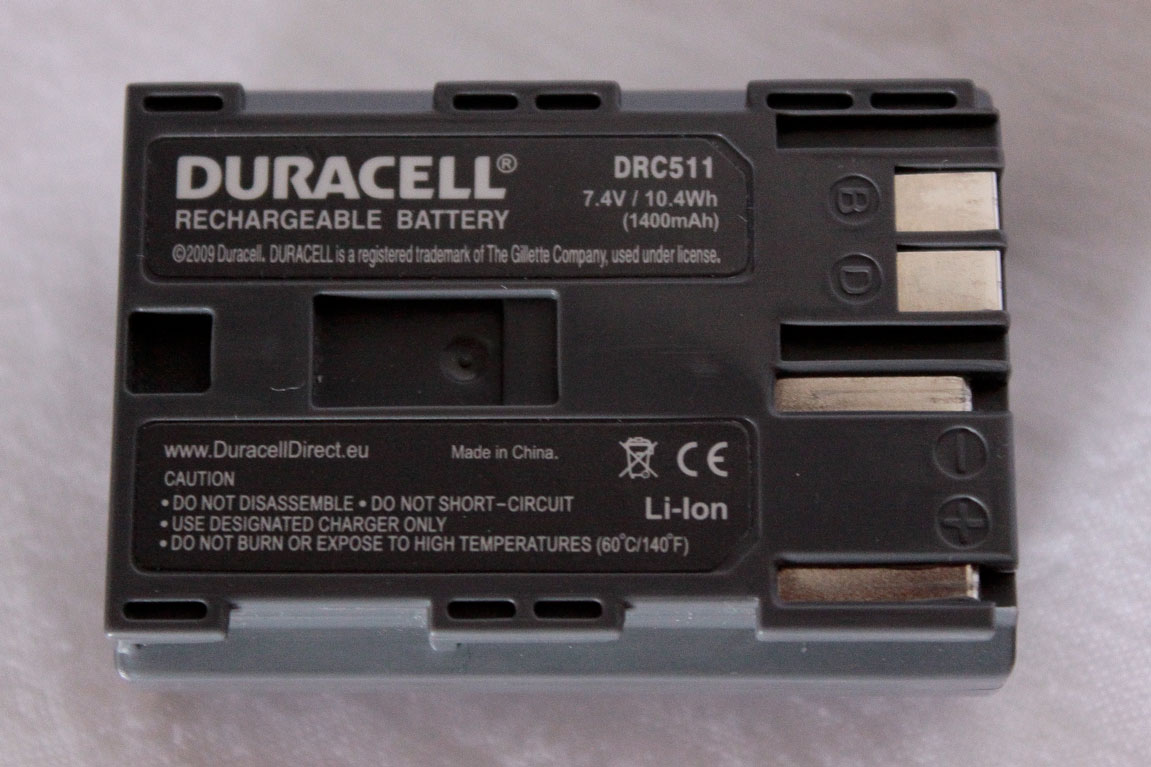 DURACELL®
RECHARGEABLE BATTERY
DRC511
7.4V / 10.4Wh
(1400mAh)
©2009 Duracell. DURACELL is a registered trademark of The Gillette Company, used under license.
B
D
www.DuracellDirect.eu
Made in China.
CE
CAUTION
• DO NOT DISASSEMBLE • DO NOT SHORT-CIRCUIT
• USE DESIGNATED CHARGER ONLY
• DO NOT BURN OR EXPOSE TO HIGH TEMPERATURES (60°C/140°F)
Li-Ion
−
+